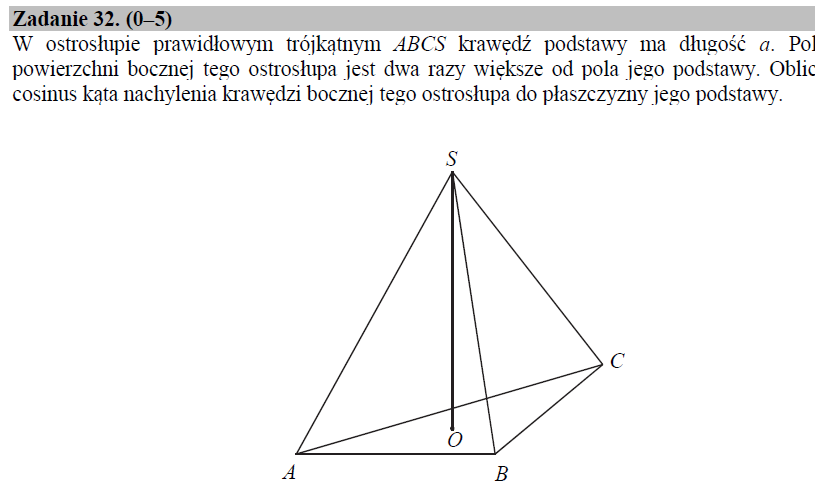 Zadanie 32. (0–5)
W ostrosłupie prawidłowym trójkątnym ABCS krawędź podstawy ma długość a. Pol
powierzchni bocznej tego ostrosłupa jest dwa razy większe od pola jego podstawy. Oblic
cosinus kąta nachylenia krawędzi bocznej tego ostrosłupa do płaszczyzny jego podstawy.
S
C
O
A
B